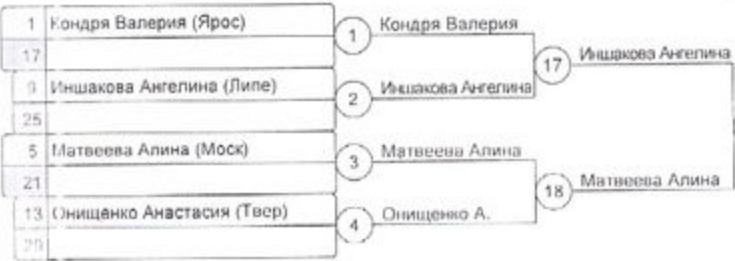 1 Кондря Валерия (Ярос)
17
1
Кондря Валерия
9 Иншакова Ангелина (Липе)
25
2
Иншакова Ангелина
17
Иншакова Ангелина
5 Матвеева Алина (Моск)
21
3
Матвеева Алина
13 Онищенко Анастасия (Твер)
29
4
Онищенко А.
18
Матвеева Алина